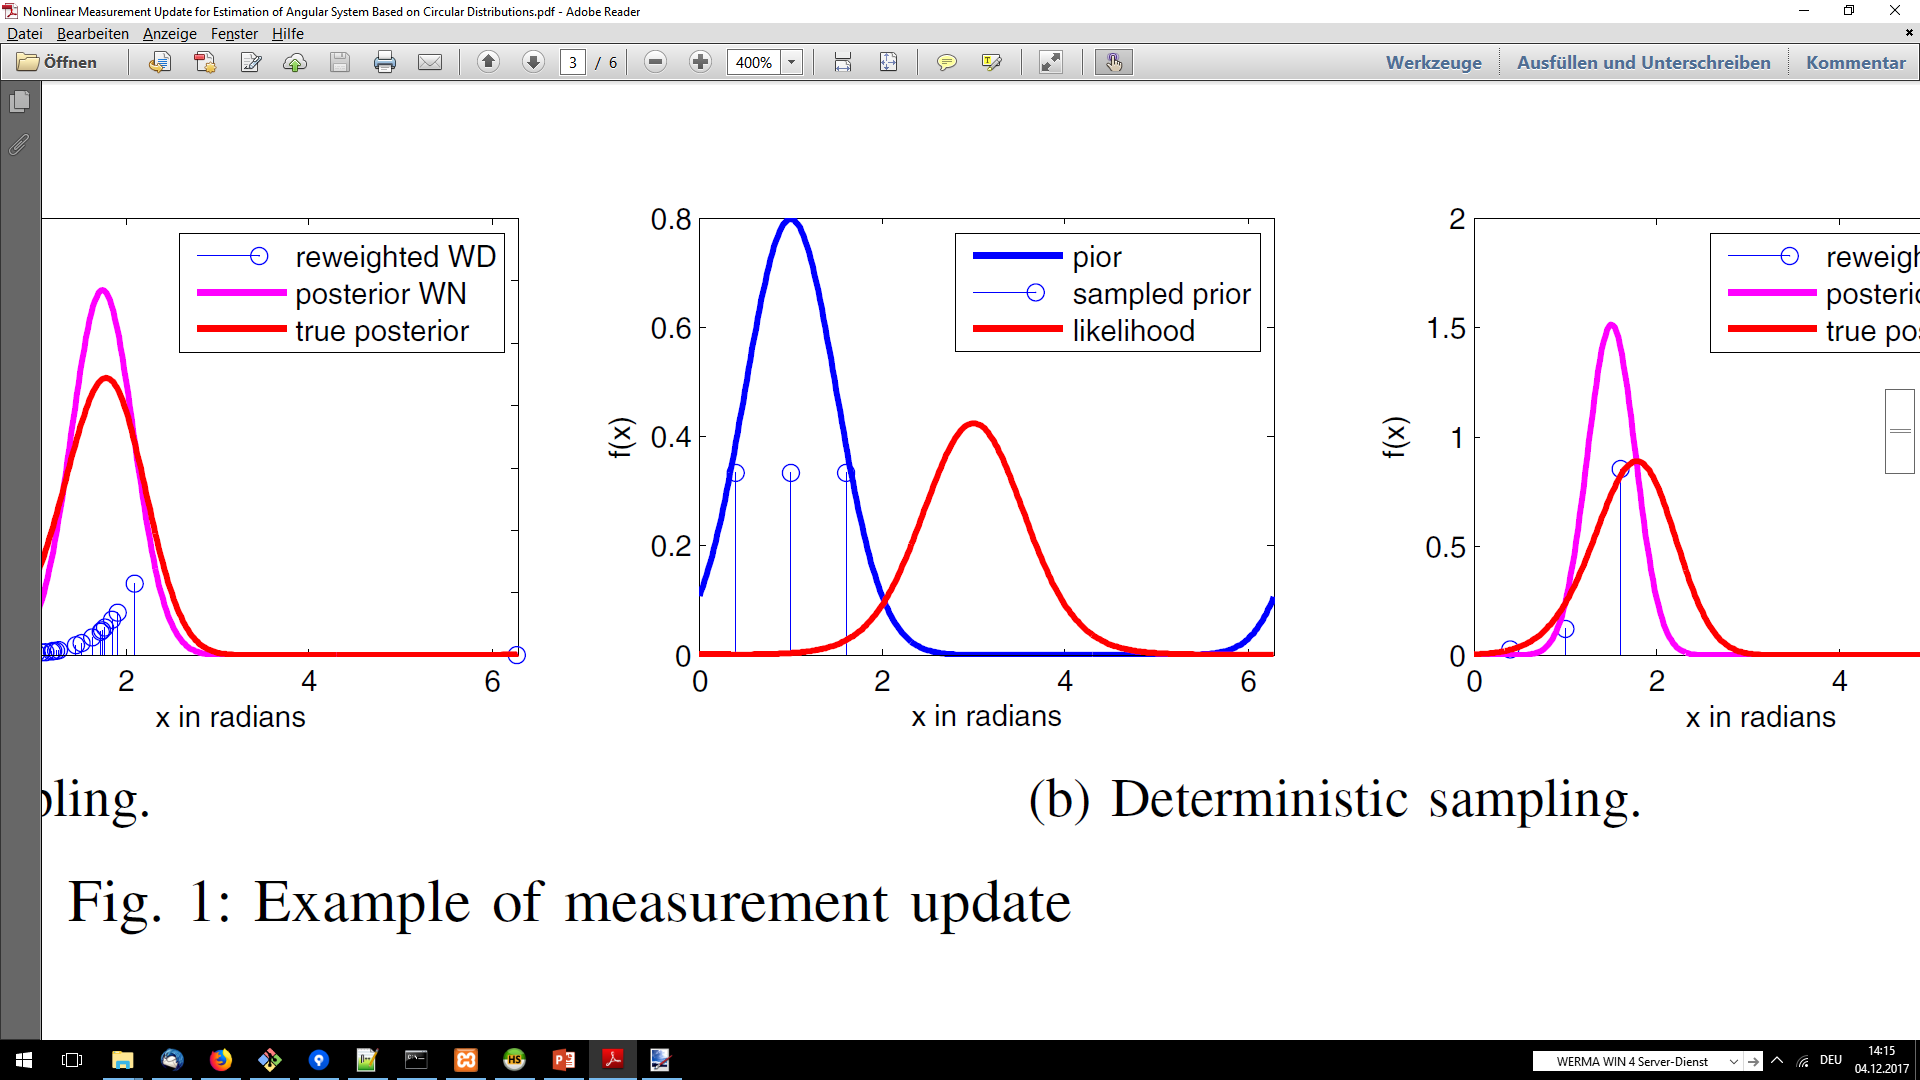 Nonlinear Measurement Update for Estimation of Angular System Based on Circular Distributions.pdf - Adobe Reader
Datei Bearbeiten Anzeige Fenster Hilfe
Öffnen 3 / 6 400% Werkzeuge Ausfüllen und Unterschreiben Kommentar
reweighted WD
posterior WN
true posterior
2 4 6
x in radians
0.8
0.6
0.4
0.2
0
f(x)
pior
sampled prior
likelihood
0 2 4 6
x in radians
2
1.5
1
0.5
0
f(x)
reweigh
posterio
true pos
0 2 4
x in radians
pling.
(b) Deterministic sampling.
Fig. 1: Example of measurement update
WERMA WIN 4 Server-Dienst
DEU
14:15
04.12.2017